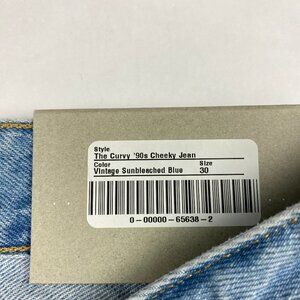 Style
The Curvy '90s Cheeky Jean
Color Size
Vintage Sunbleached Blue 30
0-00000-65638-2